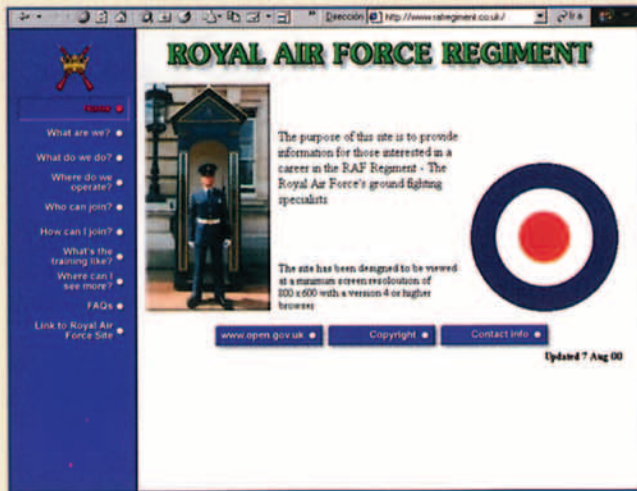 Dirección http://www.rafregiment.co.uk/ Ir a
ROYAL AIR FORCE REGIMENT
Home
What are we?
What do we do?
Where do we
operate?
Who can join?
How can I join?
What's the
training like?
Where can I
see more?
FAQs
Link to Royal Air
Force Site
The purpose of this site is to provide
information for those interested in a
career in the RAF Regiment - The
Royal Air Force's ground fighting
specialists
The site has been designed to be viewed
at a minimum screen resoloution of
800 x 600 with a version 4 or higher
browser
www.open.gov.uk
Copyright
Contact Info
Updated 7 Aug 00